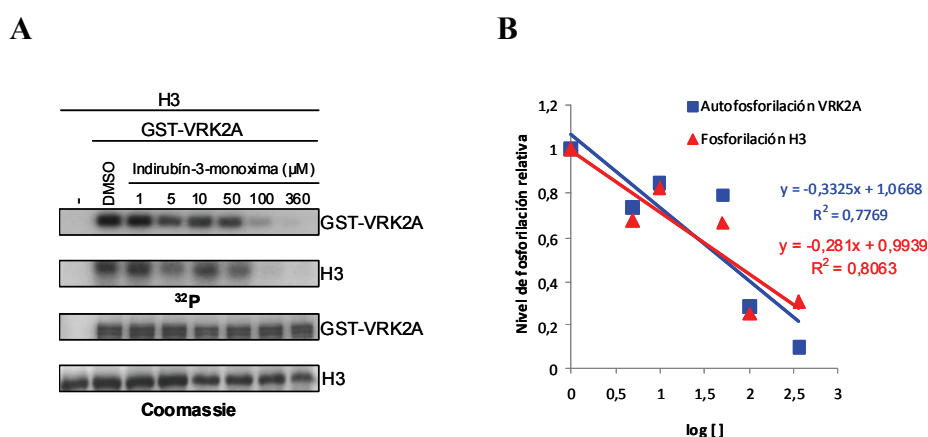 A
H3
GST-VRK2A
- DMSO Indirubín-3-monoxima (µM)
1 5 10 50 100 360
GST-VRK2A
H3
³²P
GST-VRK2A
H3
Coomassie
B
Autofosforilación VRK2A
Fosforilación H3
y = -0,3325x + 1,0668
R² = 0,7769
y = -0,281x + 0,9939
R² = 0,8063
Nivel de fosforilación relativa
1,2
1
0,8
0,6
0,4
0,2
0
0 0,5 1 1,5 2 2,5 3
log [ ]